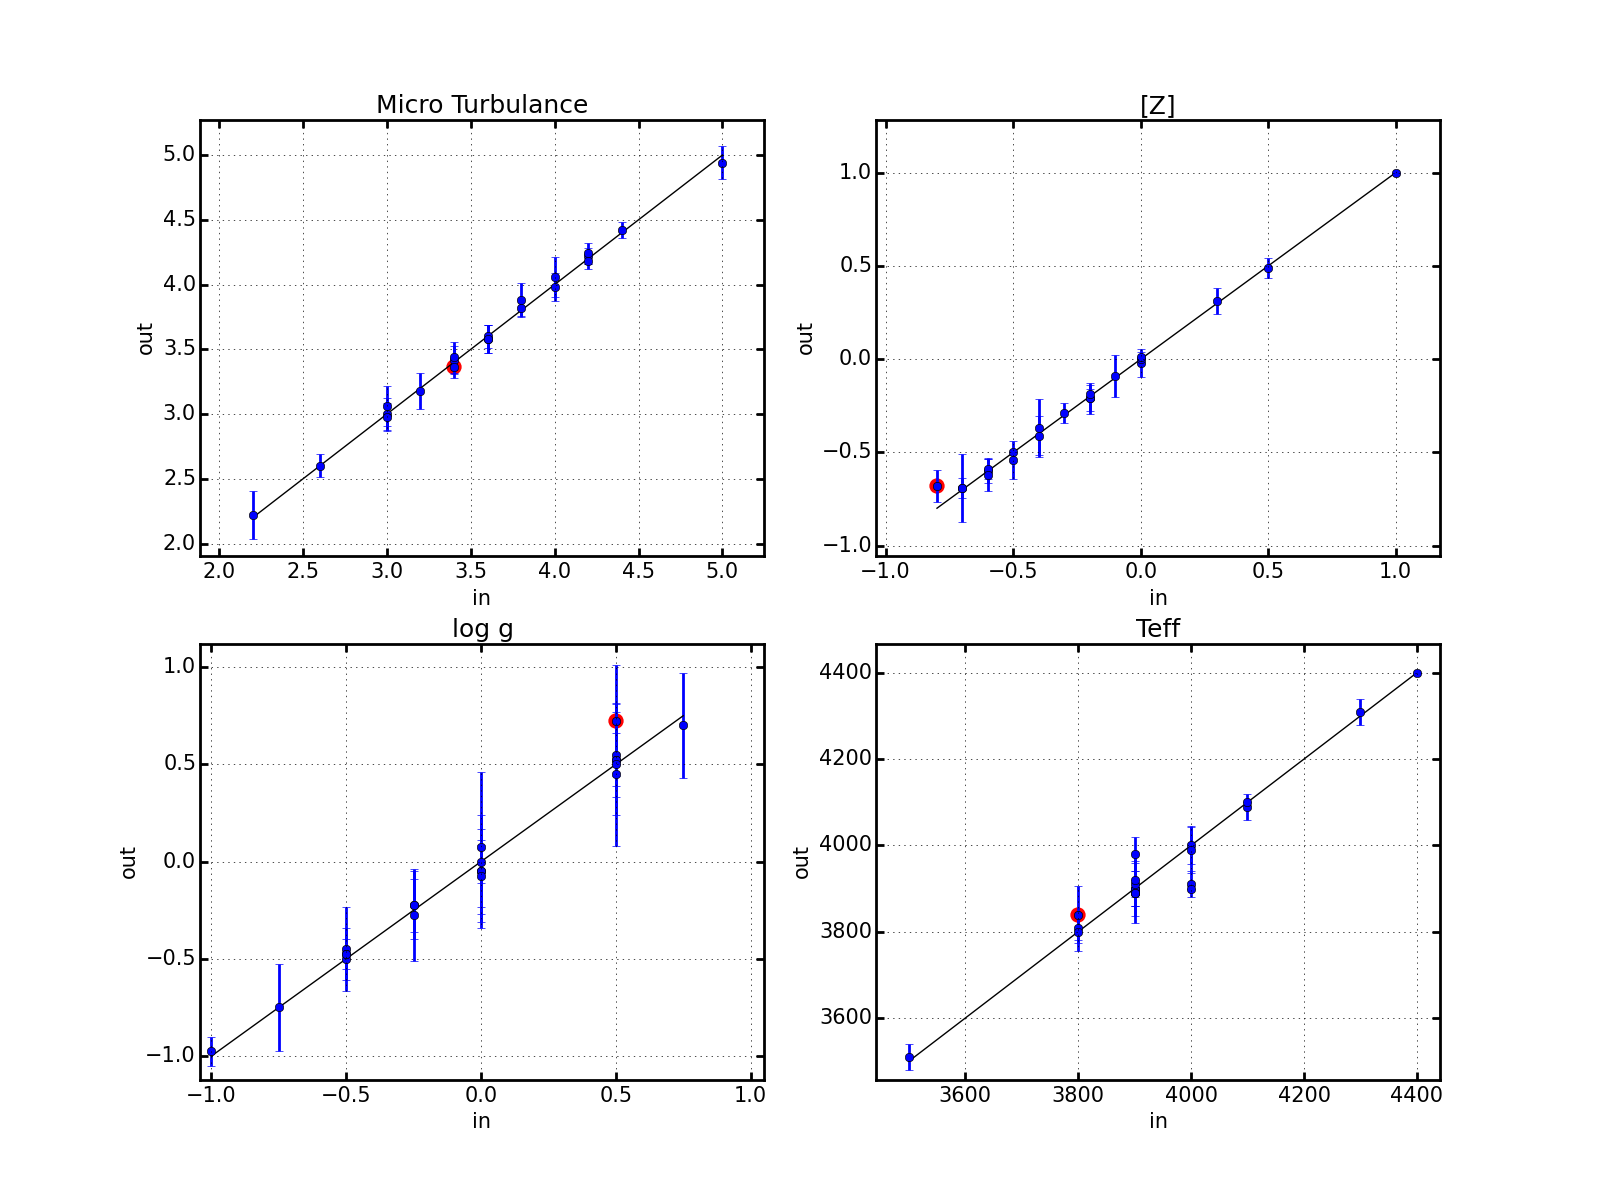 Micro Turbulance
5.0
4.5
4.0
3.5
3.0
2.5
2.0
out
2.0 2.5 3.0 3.5 4.0 4.5 5.0
in
[Z]
1.0
0.5
0.0
−0.5
−1.0
out
−1.0 −0.5 0.0 0.5 1.0
in
log g
1.0
0.5
0.0
−0.5
−1.0
out
−1.0 −0.5 0.0 0.5 1.0
in
Teff
4400
4200
4000
3800
3600
out
3600 3800 4000 4200 4400
in